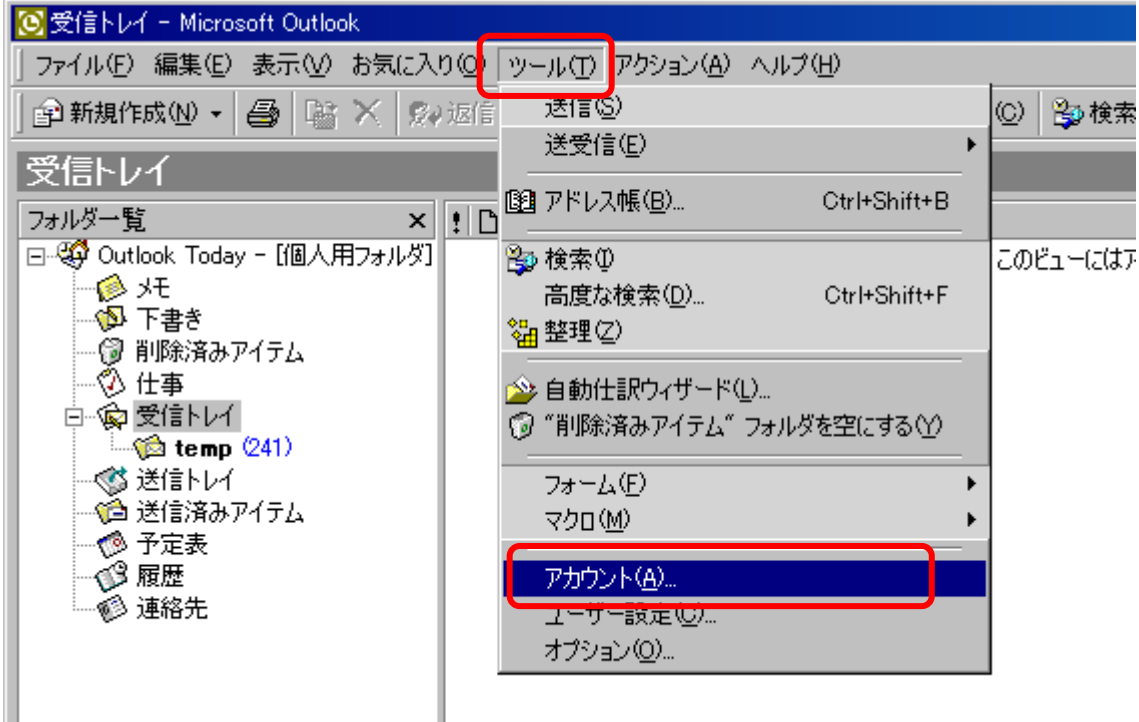 受信トレイ - Microsoft Outlook
ファイル(F) 編集(E) 表示(V) お気に入り(O) ツール(T) アクション(A) ヘルプ(H)
新規作成(N) 返信 (C) 検索
受信トレイ
フォルダ一覧
Outlook Today - [個人用フォルダ]
メモ
下書き
削除済みアイテム
仕事
受信トレイ
temp (241)
送信トレイ
送信済みアイテム
予定表
履歴
連絡先
送信(S)
送受信(E)
アドレス帳(B)... Ctrl+Shift+B
検索(I)
高度な検索(D)... Ctrl+Shift+F
整理(Z)
自動仕訳ウィザード(L)...
"削除済みアイテム" フォルダを空にする(Y)
フォーム(F)
マクロ(M)
アカウント(A)...
ユーザー設定(C)...
オプション(O)...
このビューにはア